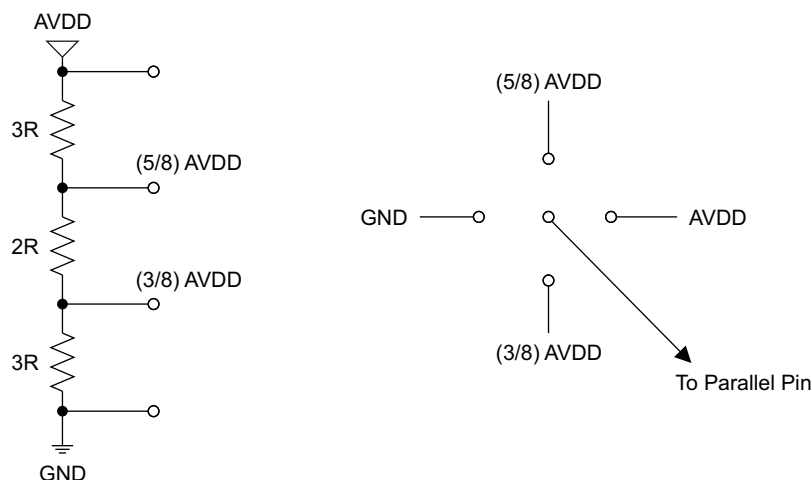 AVDD
3R
(5/8) AVDD
2R
(3/8) AVDD
3R
GND
(5/8) AVDD
GND
AVDD
(3/8) AVDD
To Parallel Pin